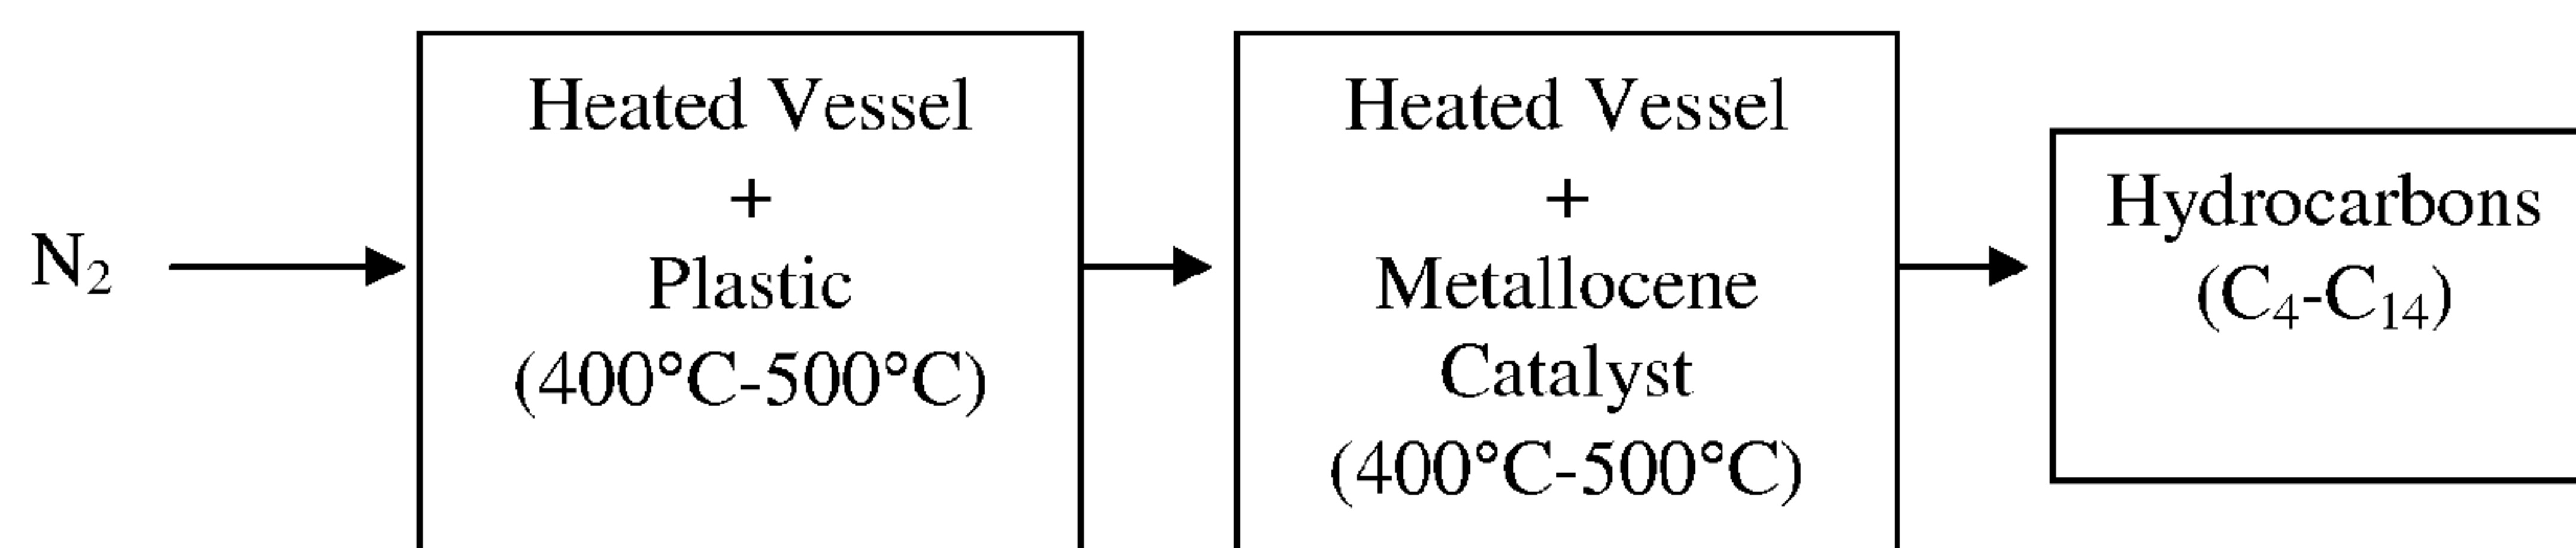 N₂
Heated Vessel
+
Plastic
(400°C-500°C)
Heated Vessel
+
Metallocene
Catalyst
(400°C-500°C)
Hydrocarbons
(C₄-C₁₄)